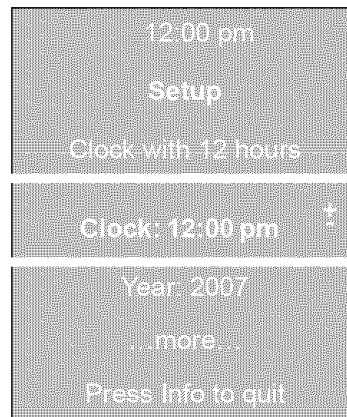 12:00 pm
Setup
Clock with 12 hours
Clock: 12:00 pm ±
Year: 2007
...more...
Press Info to quit